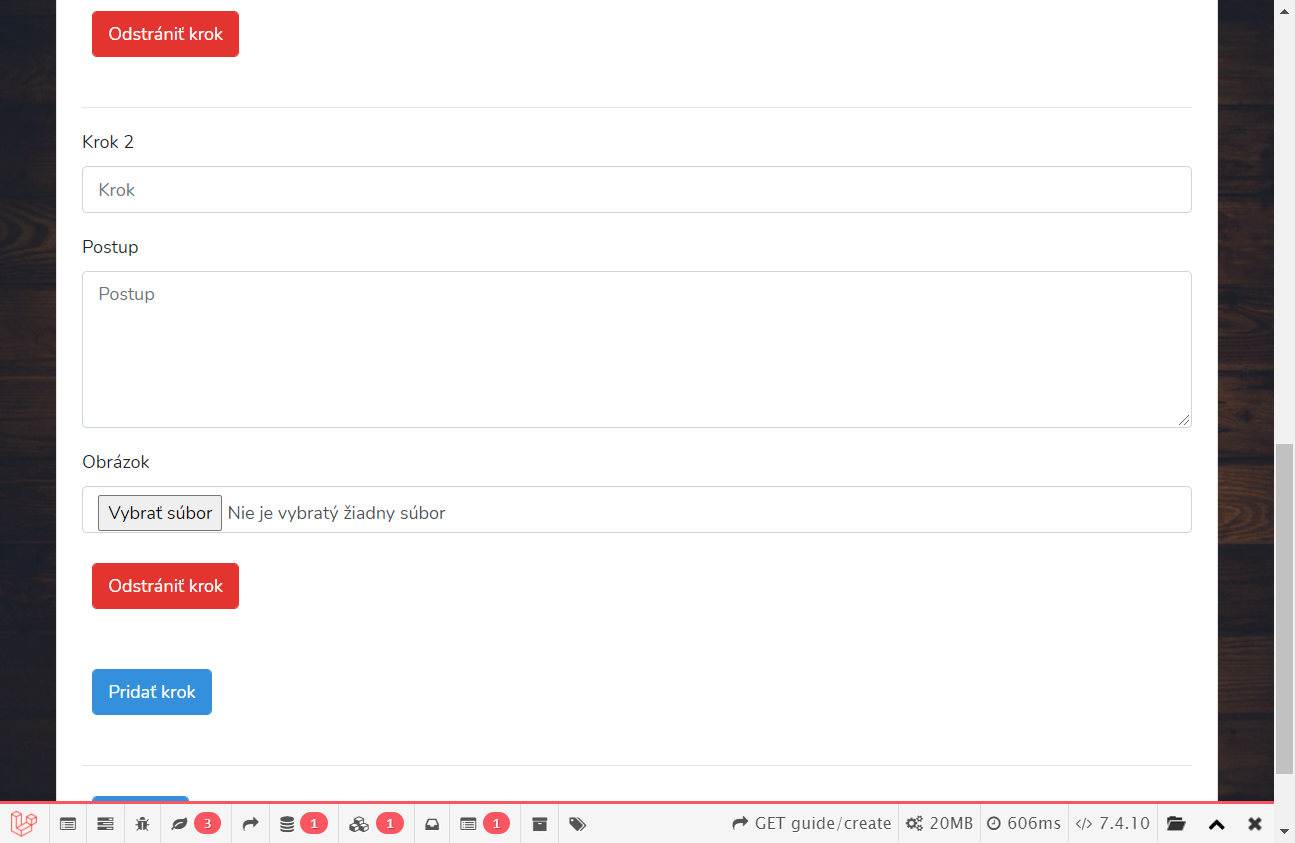 Odstrániť krok
Krok 2
Krok
Postup
Postup
Obrázok
Vybrať súbor Nie je vybratý žiadny súbor
Odstrániť krok
Pridať krok
3 1 1 1 GET guide/create 20MB 606ms 7.4.10